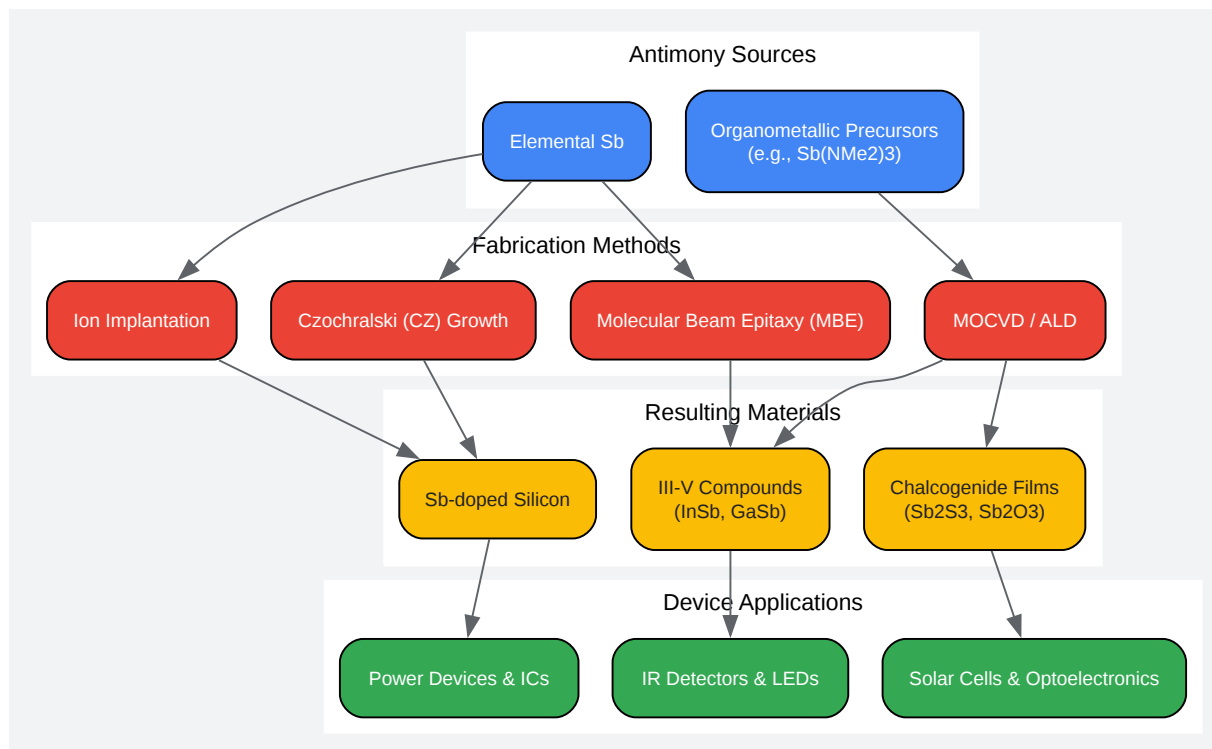 Antimony Sources
Elemental Sb
Organometallic Precursors
(e.g., Sb(NMe2)3)
Fabrication Methods
Ion Implantation
Czochralski (CZ) Growth
Molecular Beam Epitaxy (MBE)
MOCVD / ALD
Resulting Materials
Sb-doped Silicon
III-V Compounds
(InSb, GaSb)
Chalcogenide Films
(Sb2S3, Sb2O3)
Device Applications
Power Devices & ICs
IR Detectors & LEDs
Solar Cells & Optoelectronics